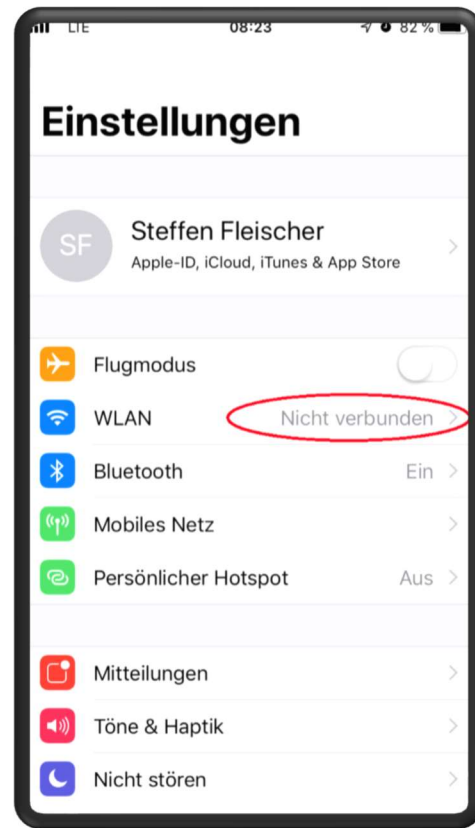 LTE 08:23 82 %
Einstellungen
SF
Steffen Fleischer
Apple-ID, iCloud, iTunes & App Store
Flugmodus
WLAN Nicht verbunden
Bluetooth Ein
Mobiles Netz
Persönlicher Hotspot Aus
Mitteilungen
Töne & Haptik
Nicht stören